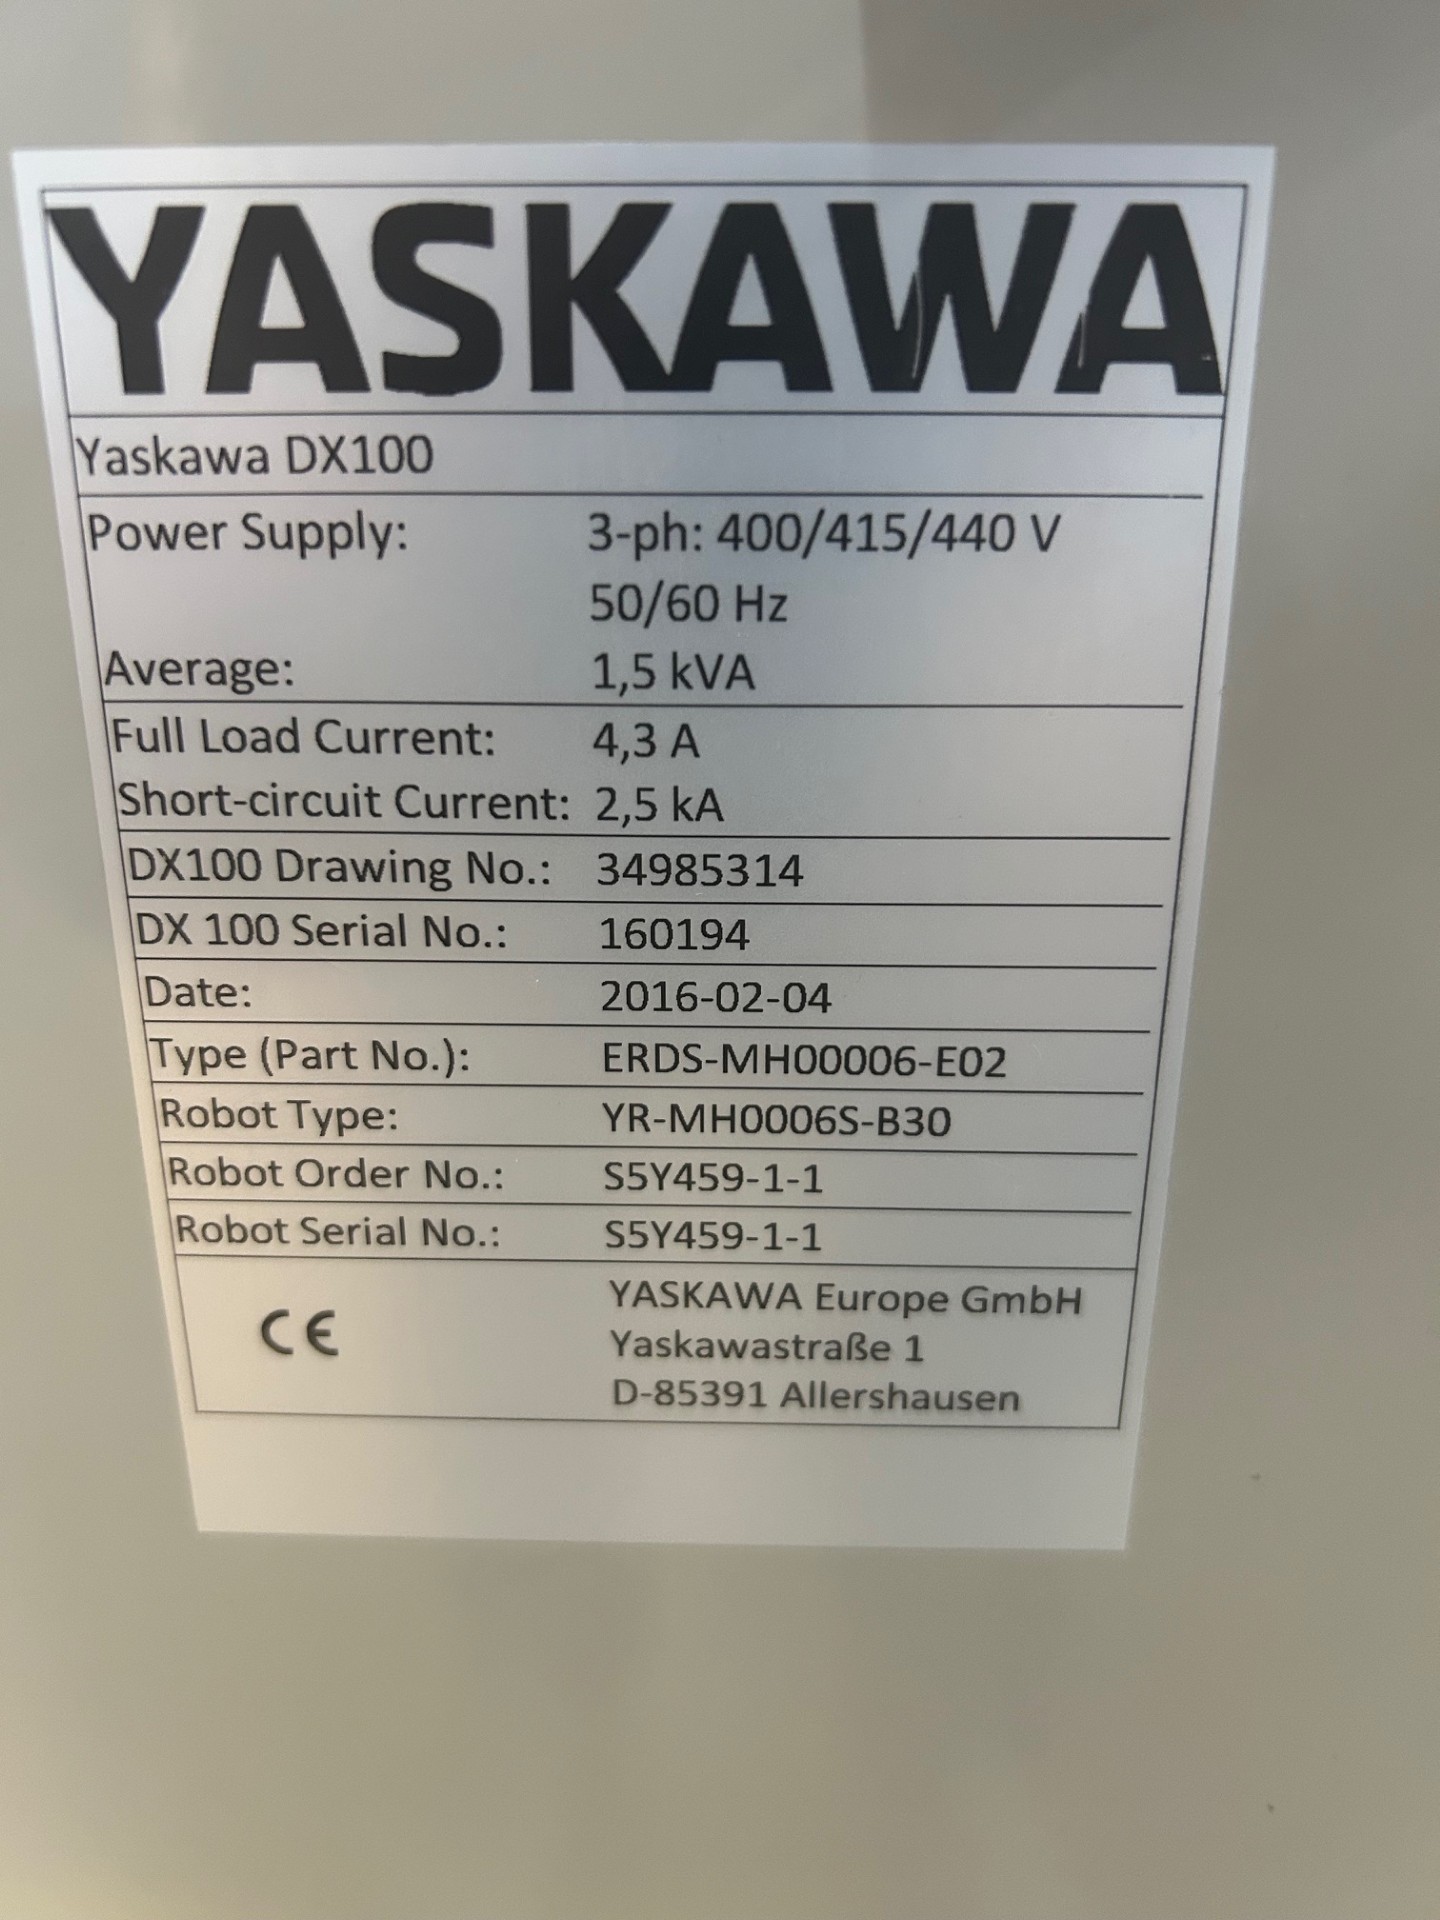 YASKAWA
Yaskawa DX100
Power Supply: 3-ph: 400/415/440 V
50/60 Hz
Average: 1,5 kVA
Full Load Current: 4,3 A
Short-circuit Current: 2,5 kA
DX100 Drawing No.: 34985314
DX 100 Serial No.: 160194
Date: 2016-02-04
Type (Part No.): ERDS-MH00006-E02
Robot Type: YR-MH0006S-B30
Robot Order No.: S5Y459-1-1
Robot Serial No.: S5Y459-1-1
CE
YASKAWA Europe GmbH
Yaskawastraße 1
D-85391 Allershausen